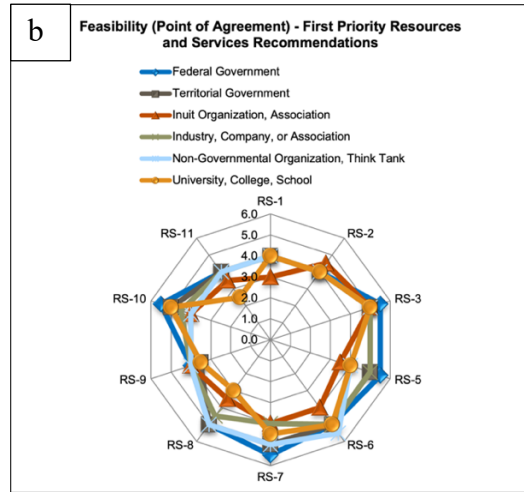 b
Feasibility (Point of Agreement) - First Priority Resources
and Services Recommendations
Federal Government
Territorial Government
Inuit Organization, Association
Industry, Company, or Association
Non-Governmental Organization, Think Tank
University, College, School
RS-1
6.0
RS-11
5.0
RS-2
4.0
3.0
RS-10
2.0
RS-3
1.0
0.0
RS-9
RS-5
RS-8
RS-6
RS-7